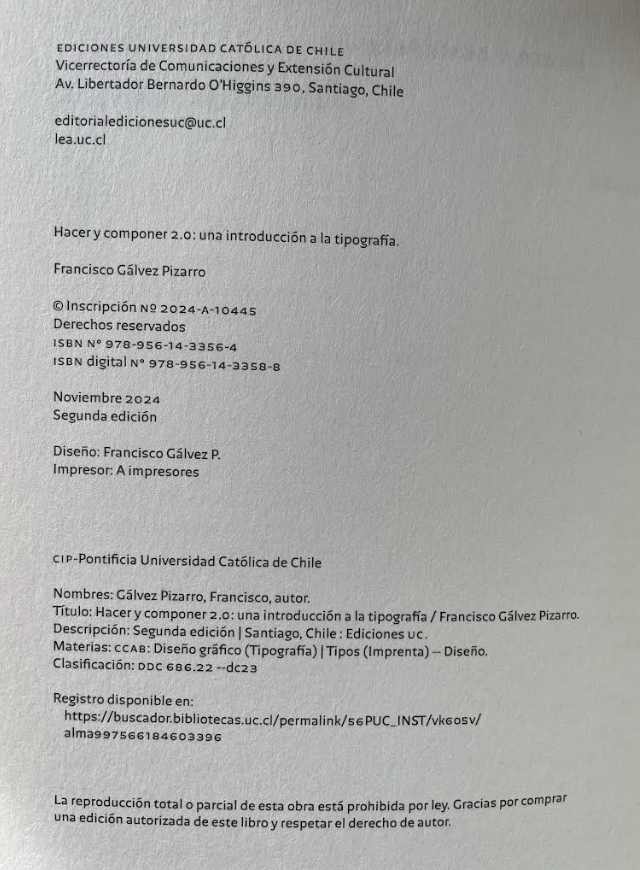 EDICIONES UNIVERSIDAD CATÓLICA DE CHILE
Vicerrectoría de Comunicaciones y Extensión Cultural
Av. Libertador Bernardo O'Higgins 390, Santiago, Chile
editorialedicionesuc@uc.cl
lea.uc.cl
Hacer y componer 2.0: una introducción a la tipografía.
Francisco Gálvez Pizarro
© Inscripción Nº 2024-A-10445
Derechos reservados
ISBN N° 978-956-14-3356-4
ISBN digital N° 978-956-14-3358-8
Noviembre 2024
Segunda edición
Diseño: Francisco Gálvez P.
Impresor: A impresores
CIP-Pontificia Universidad Católica de Chile
Nombres: Gálvez Pizarro, Francisco, autor.
Título: Hacer y componer 2.0: una introducción a la tipografía / Francisco Gálvez Pizarro.
Descripción: Segunda edición | Santiago, Chile : Ediciones UC.
Materias: CCAB: Diseño gráfico (Tipografía) | Tipos (Imprenta) -- Diseño.
Clasificación: DDC 686.22 --dc23
Registro disponible en:
https://buscador.bibliotecas.uc.cl/permalink/56PUC_INST/vk605v/
alma997566184603396
La reproducción total o parcial de esta obra está prohibida por ley. Gracias por comprar
una edición autorizada de este libro y respetar el derecho de autor.